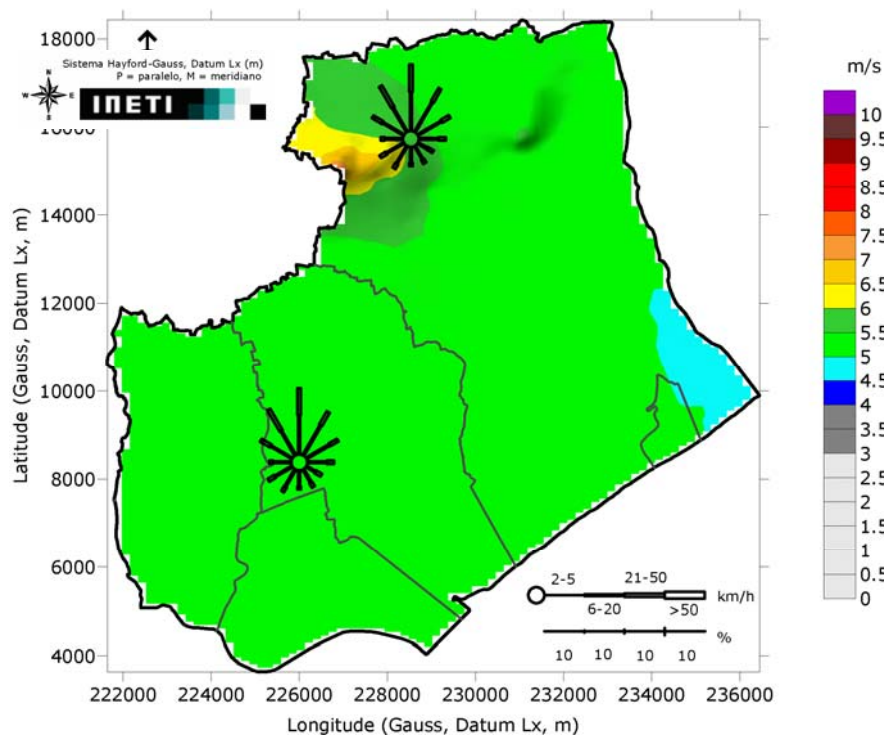 Sistema Hayford-Gauss, Datum Lx (m)
P = paralelo, M = meridiano
N
W
E
S
INETI
Latitude (Gauss, Datum Lx, m)
18000
16000
14000
12000
10000
8000
6000
4000
222000 224000 226000 228000 230000 232000 234000 236000
Longitude (Gauss, Datum Lx, m)
2-5 21-50
6-20 >50
km/h
%
10 10 10 10
m/s
10
9.5
9
8.5
8
7.5
7
6.5
6
5.5
5
4.5
4
3.5
3
2.5
2
1.5
1
0.5
0